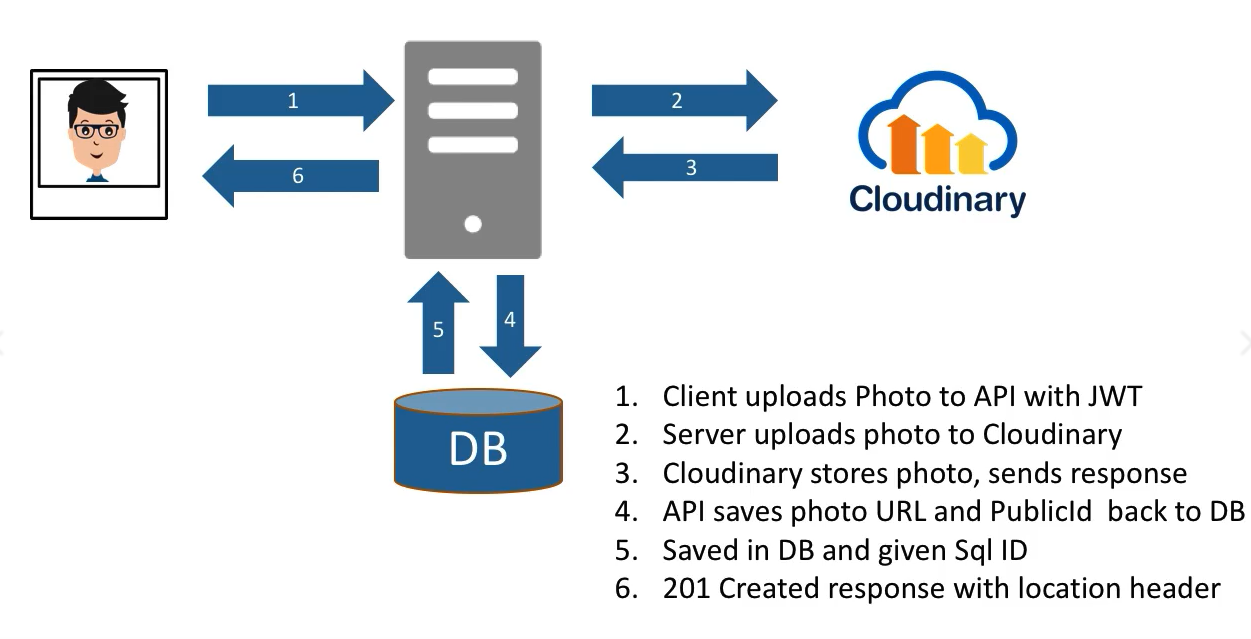 1
2
6
3
Cloudinary
5
4
DB
1. Client uploads Photo to API with JWT
2. Server uploads photo to Cloudinary
3. Cloudinary stores photo, sends response
4. API saves photo URL and PublicId back to DB
5. Saved in DB and given Sql ID
6. 201 Created response with location header